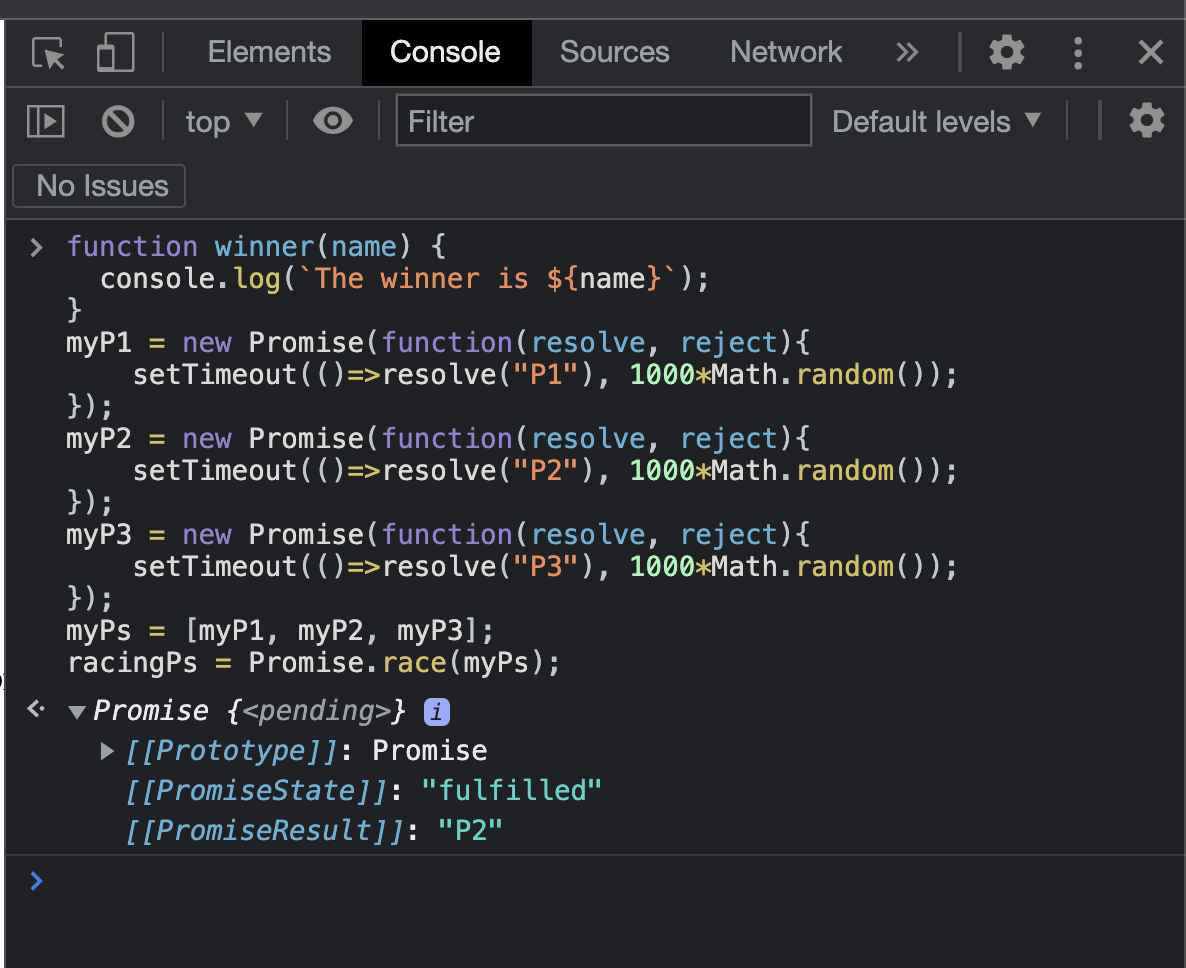 Elements Console Sources Network »
top ▼ Filter Default levels ▼
No Issues
> function winner(name) {
  console.log(`The winner is ${name}`);
}
myP1 = new Promise(function(resolve, reject){
    setTimeout(()=>resolve("P1"), 1000*Math.random());
});
myP2 = new Promise(function(resolve, reject){
    setTimeout(()=>resolve("P2"), 1000*Math.random());
});
myP3 = new Promise(function(resolve, reject){
    setTimeout(()=>resolve("P3"), 1000*Math.random());
});
myPs = [myP1, myP2, myP3];
racingPs = Promise.race(myPs);
▼ Promise {<pending>} i
▶ [[Prototype]]: Promise
[[PromiseState]]: "fulfilled"
[[PromiseResult]]: "P2"
>